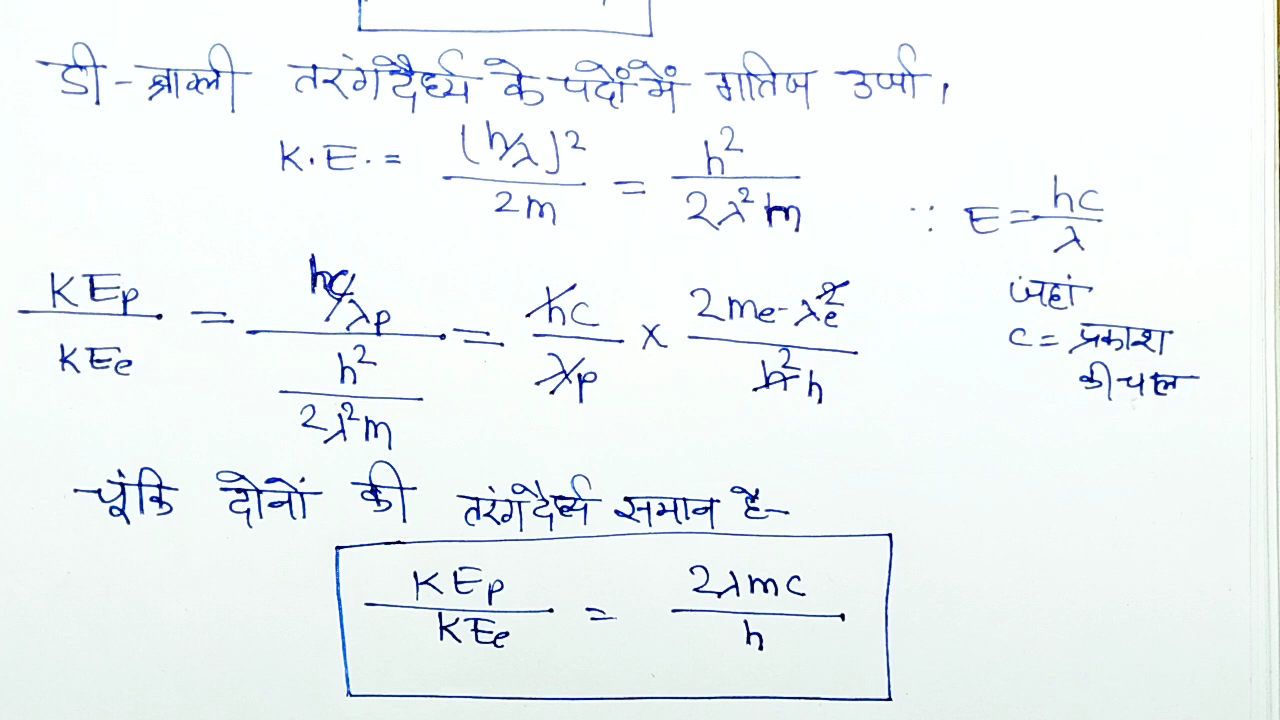 डी-ब्राग्ली तरंगदैर्ध्य के पदों में गतिज उर्जा।
K.E. = (h/λ)²/2m = h²/2λ²m
∵ E = hc/λ
जहां
c = प्रकाश
की चाल
KEp/KEe = (hc/λp)/(h²/2λ²m) = hc/λp × 2me-λe²/h² h
चूंकि दोनों की तरंगदैर्ध्य समान है-
KEp/KEe = 2λmc/h